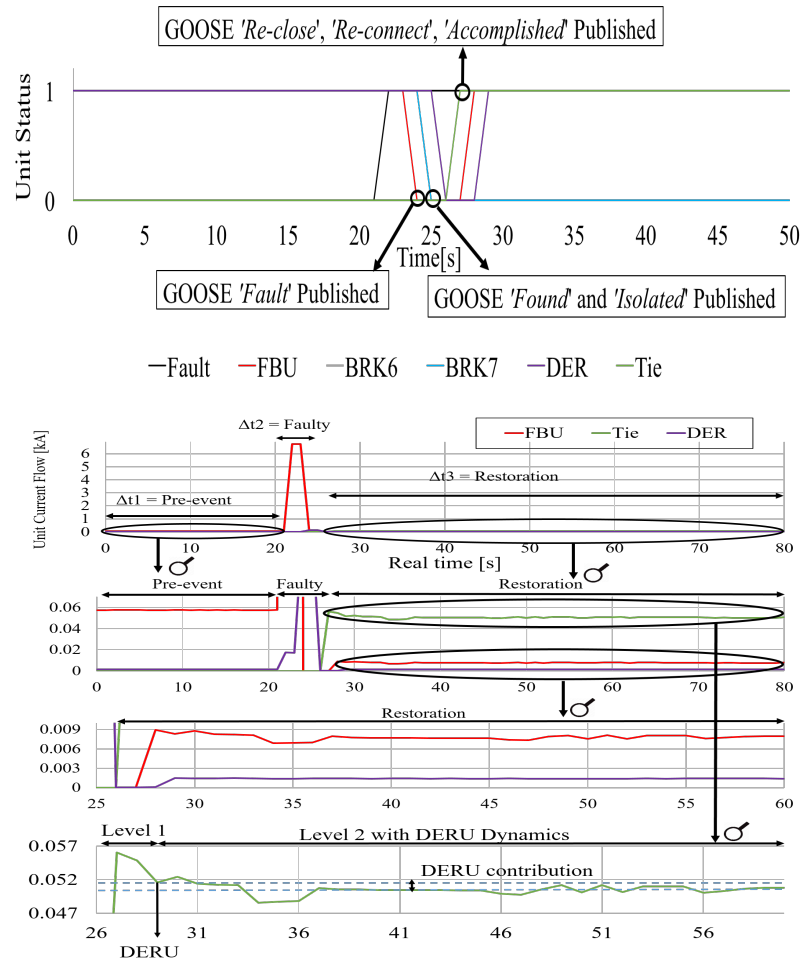 GOOSE 'Re-close', 'Re-connect', 'Accomplished' Published
Unit Status
1
0
0 5 10 15 20 25 30 35 40 45 50
Time[s]
GOOSE 'Fault' Published
GOOSE 'Found' and 'Isolated' Published
Fault FBU BRK6 BRK7 DER Tie
Unit Current Flow [kA]
Δt2 = Faulty
FBU Tie DER
Δt1 = Pre-event
Δt3 = Restoration
6
5
4
3
2
1
0
0 10 20 30 40 50 60 70 80
Real time [s]
Pre-event Faulty Restoration
0.06
0.04
0.02
0
0 10 20 30 40 50 60 70 80
Restoration
0.009
0.006
0.003
0
25 30 35 40 45 50 55 60
Level 1 Level 2 with DERU Dynamics
0.057
0.052
0.047
DERU contribution
26 31 36 41 46 51 56
DERU